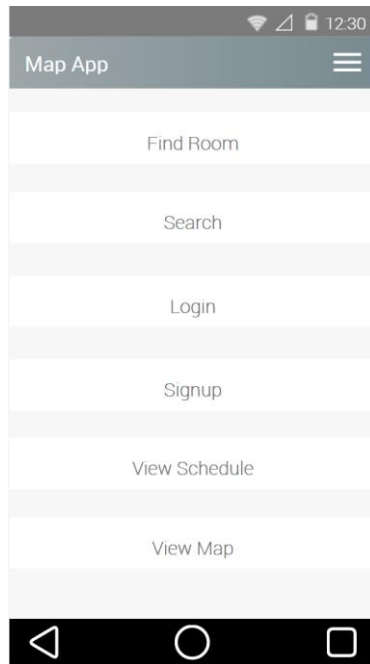 12:30
Map App
Find Room
Search
Login
Signup
View Schedule
View Map